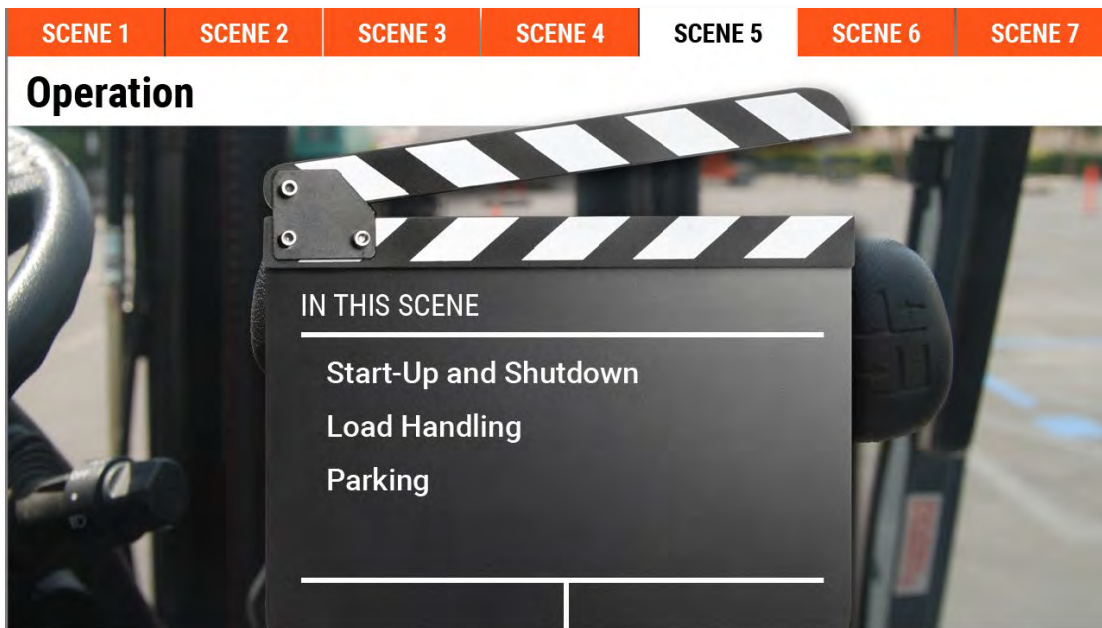 SCENE 1 SCENE 2 SCENE 3 SCENE 4 SCENE 5 SCENE 6 SCENE 7
Operation
IN THIS SCENE
Start-Up and Shutdown
Load Handling
Parking